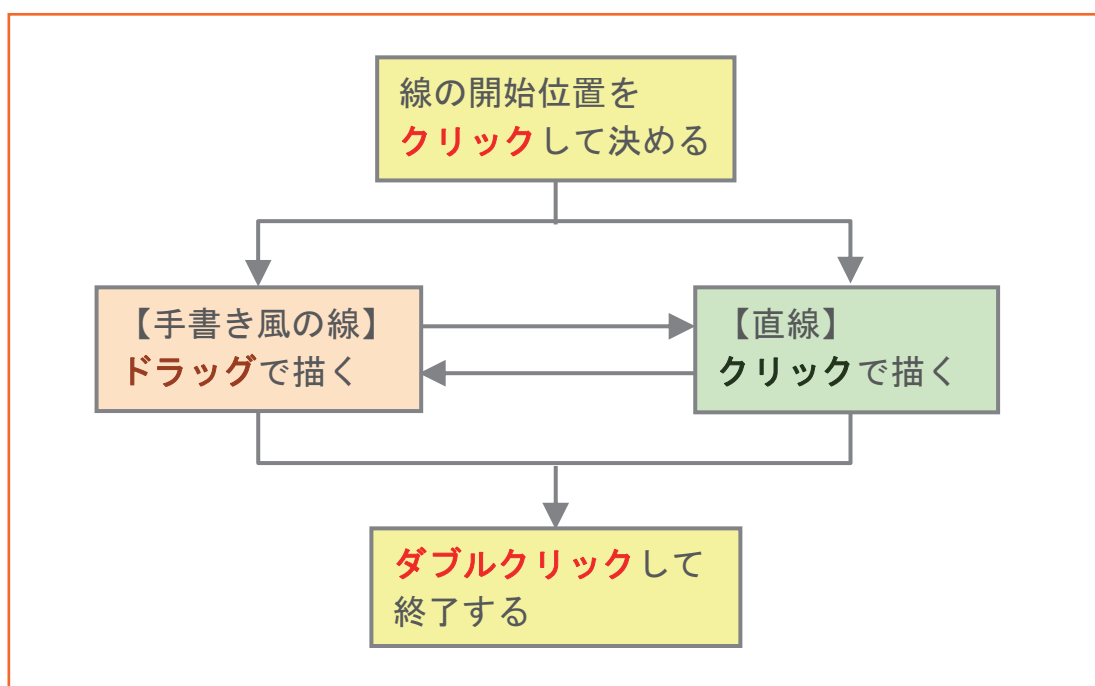 線の開始位置を
クリックして決める
【手書き風の線】
ドラッグで描く
【直線】
クリックで描く
ダブルクリックして
終了する